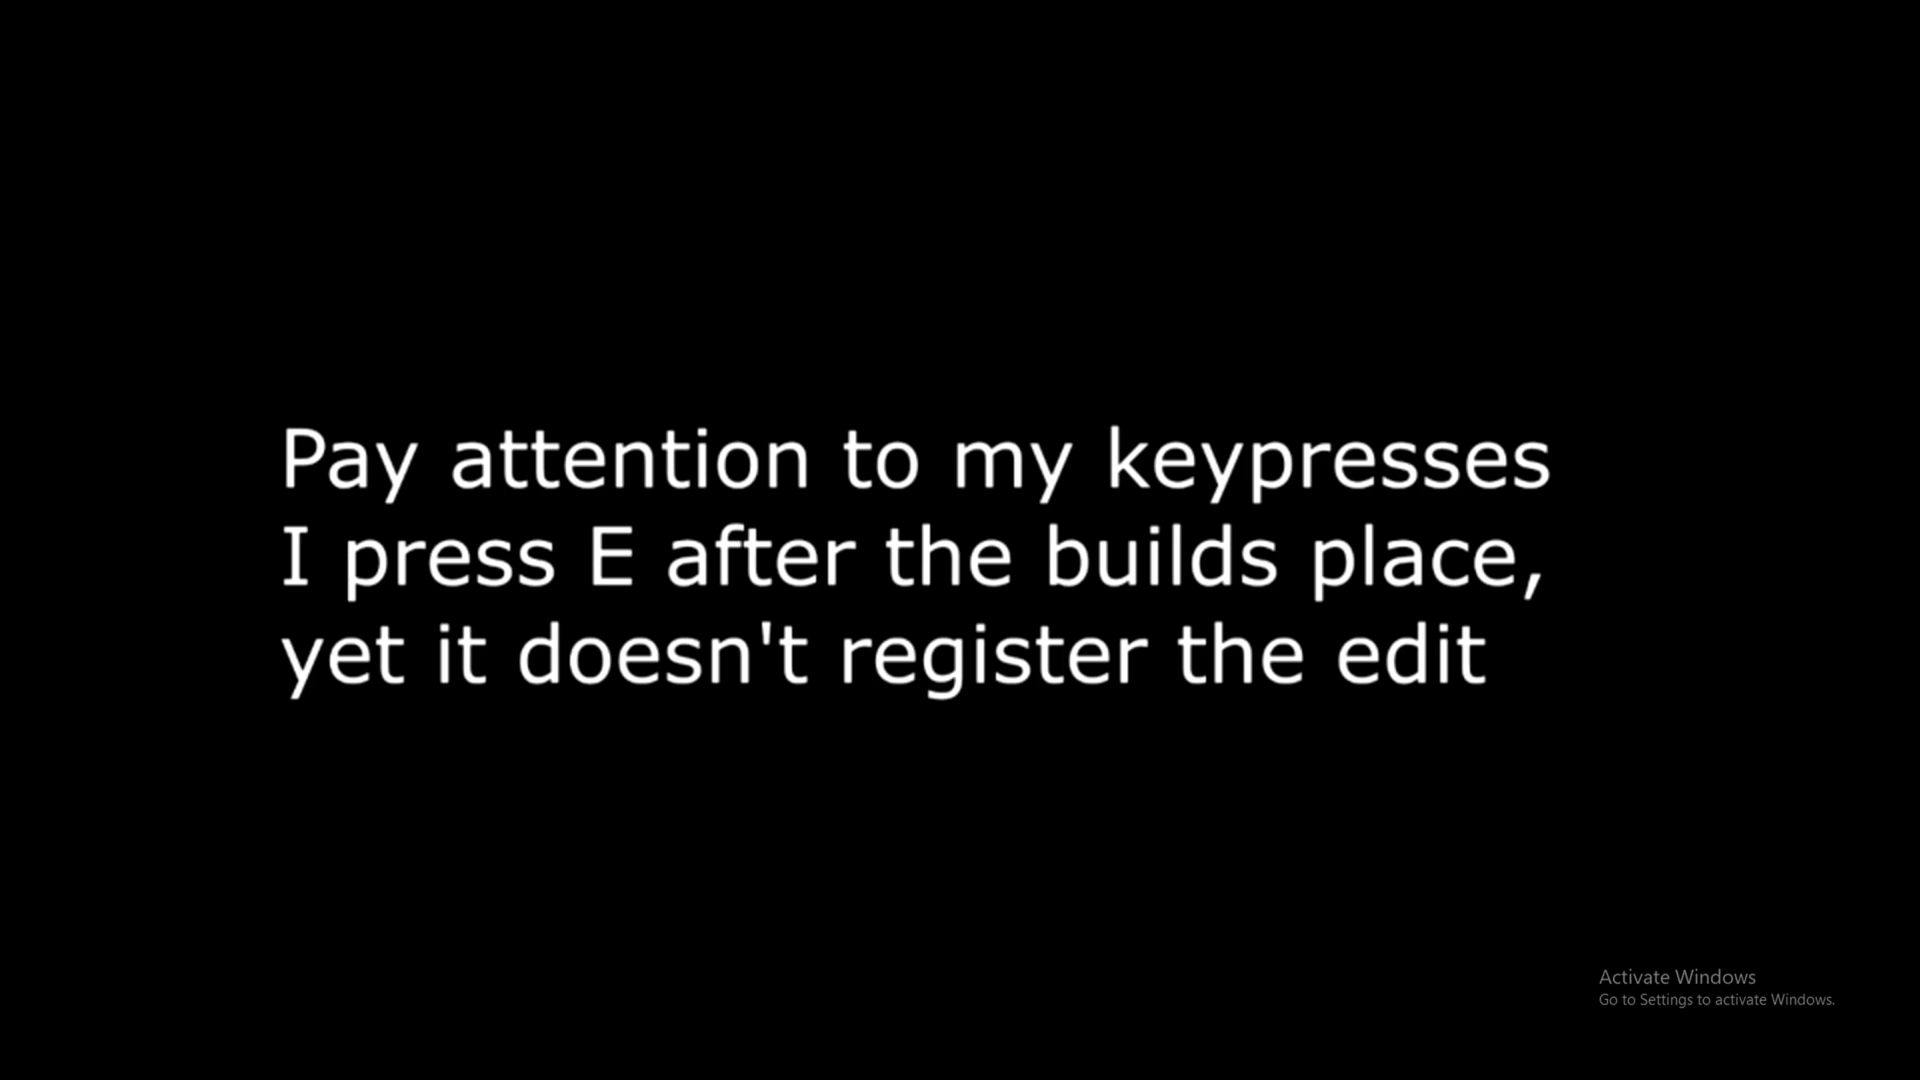 Pay attention to my keypresses
I press E after the builds place,
yet it doesn't register the edit
Activate Windows
Go to Settings to activate Windows.